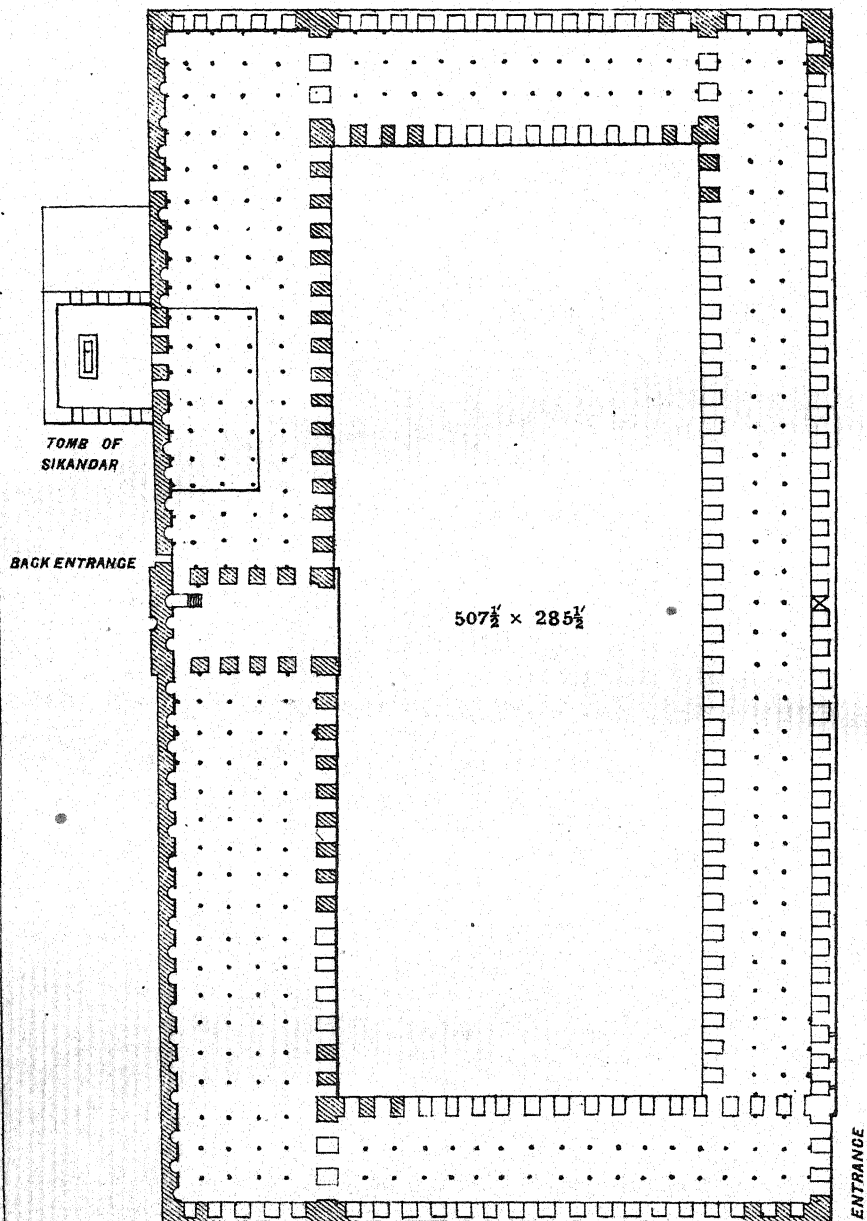 TOMB OF
SIKANDAR
BACK ENTRANCE
507½′ × 285½′
ENTRANCE